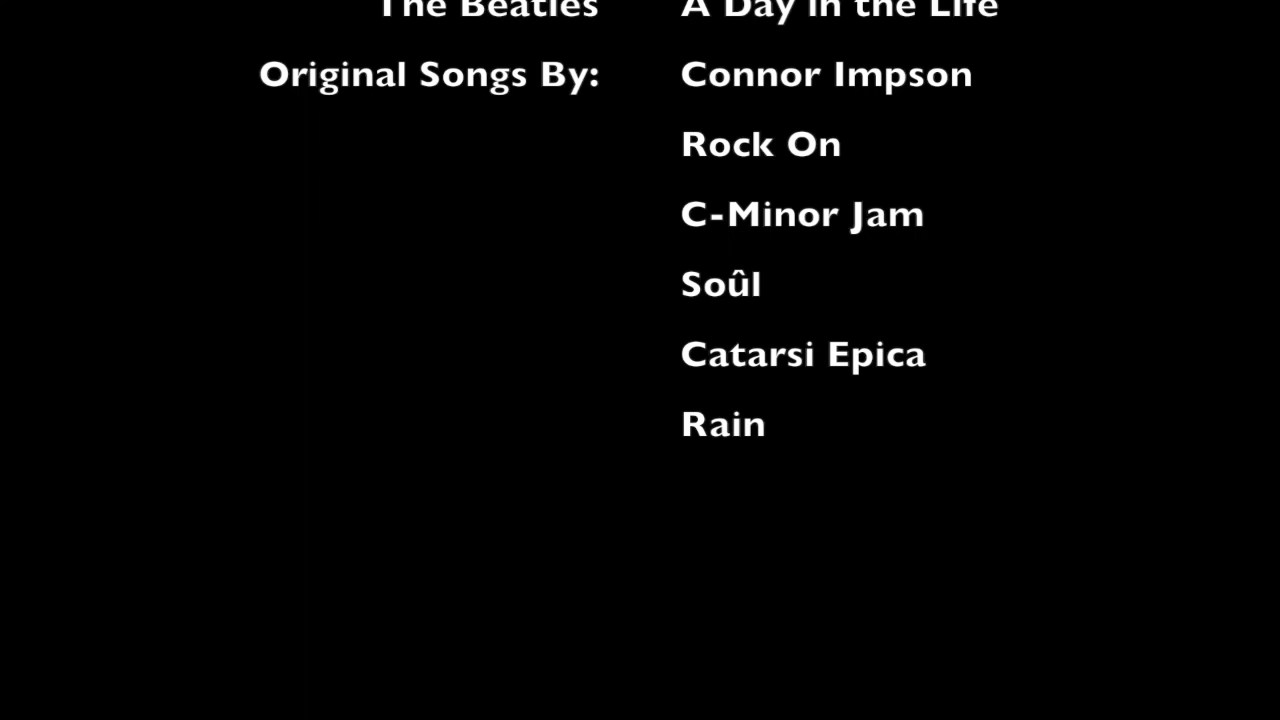 The Beatles A Day in the Life
Original Songs By: Connor Impson
Rock On
C-Minor Jam
Soûl
Catarsi Epica
Rain